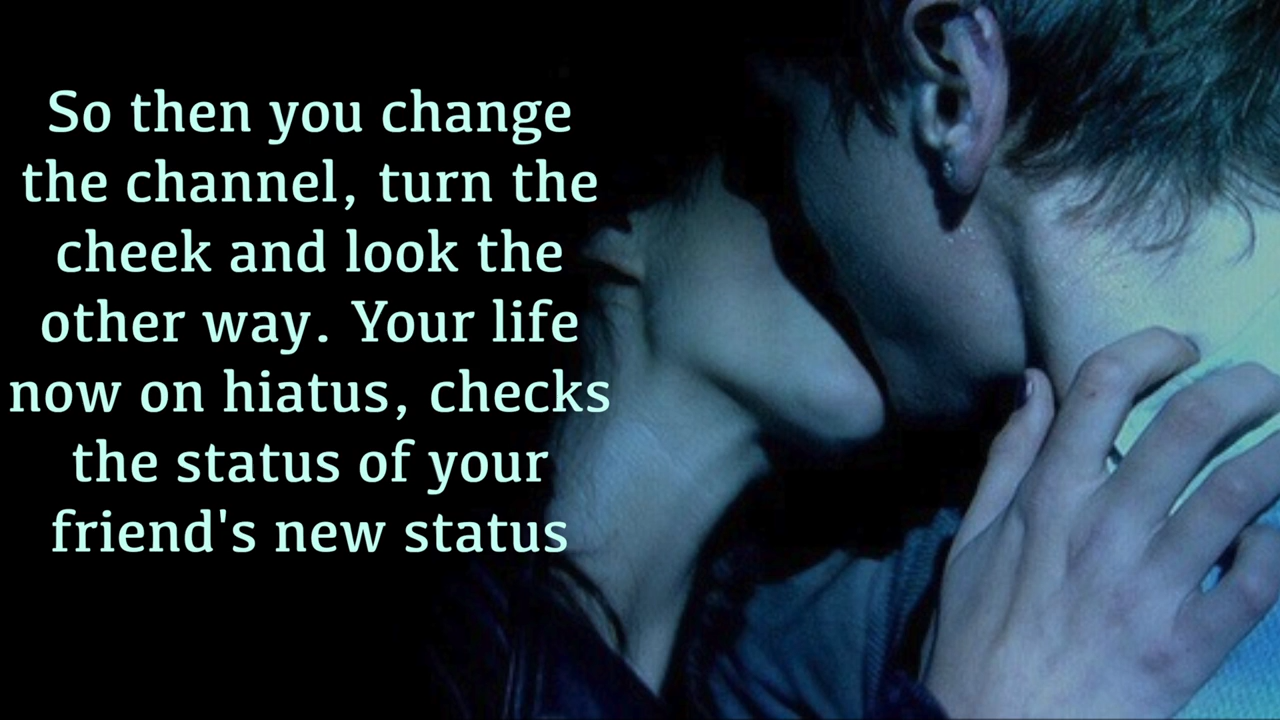 So then you change
the channel, turn the
cheek and look the
other way. Your life
now on hiatus, checks
the status of your
friend's new status